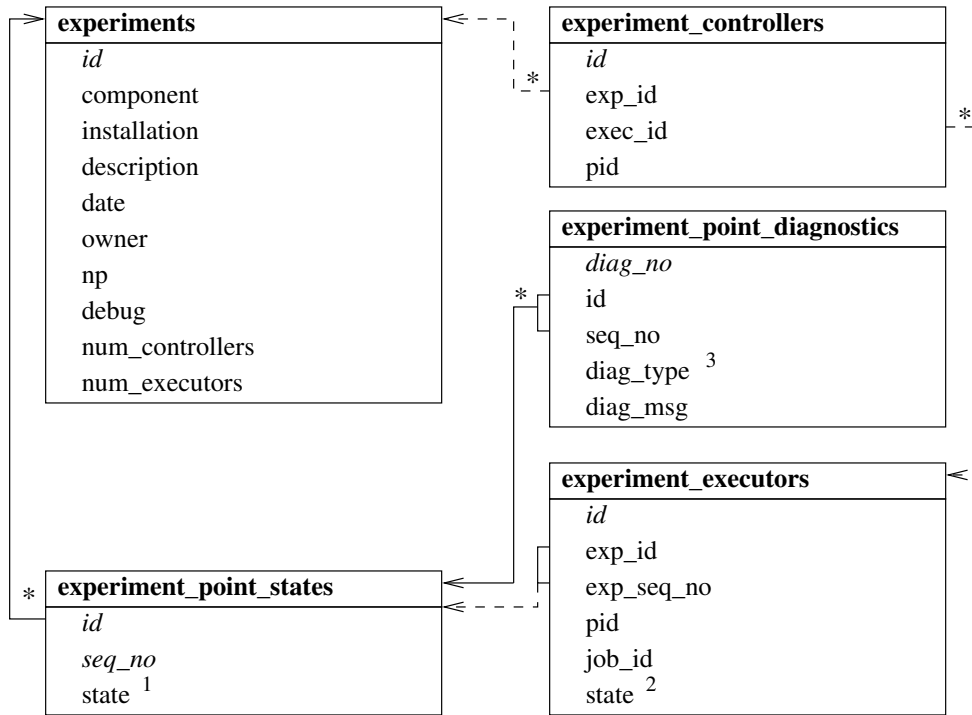 experiments
id
component
installation
description
date
owner
np
debug
num_controllers
num_executors
experiment_controllers
id
exp_id
exec_id
pid
*
*
experiment_point_diagnostics
diag_no
id
seq_no
diag_type 3
diag_msg
*
experiment_point_states
id
seq_no
state 1
*
experiment_executors
id
exp_id
exp_seq_no
pid
job_id
state 2